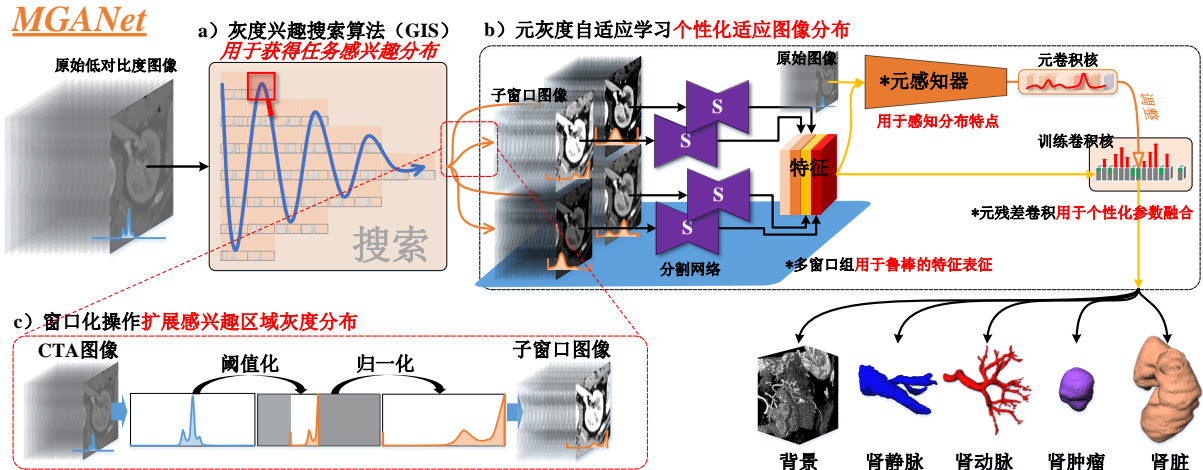 MGANet
a）灰度兴趣搜索算法（GIS）
用于获得任务感兴趣分布
原始低对比度图像
搜索
b）元灰度自适应学习个性化适应图像分布
子窗口图像
原始图像
S
S
S
S
分割网络
特征
*元感知器
用于感知分布特点
元卷积核
调整
训练卷积核
*元残差卷积用于个性化参数融合
*多窗口组用于鲁棒的特征表征
c）窗口化操作扩展感兴趣区域灰度分布
CTA图像
阈值化
归一化
子窗口图像
背景
肾静脉
肾动脉
肾肿瘤
肾脏